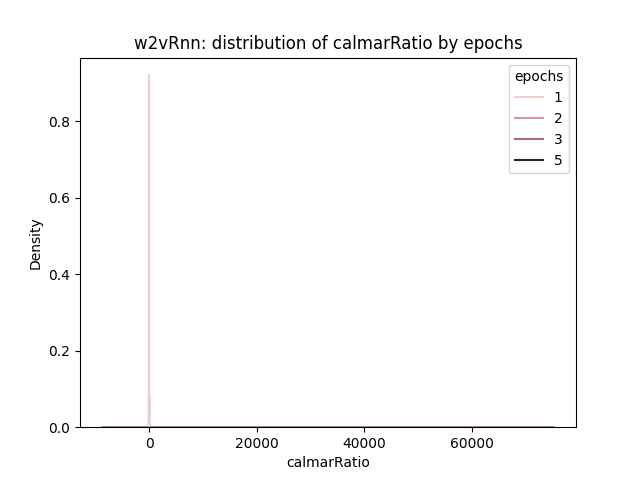 w2vRnn: distribution of calmarRatio by epochs
epochs
1
2
3
5
0.8
0.6
0.4
0.2
0.0
Density
0 20000 40000 60000
calmarRatio